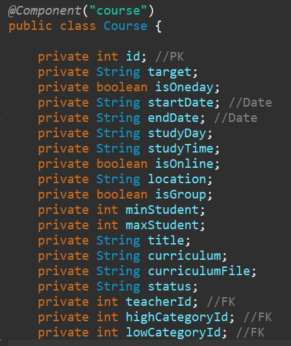 @Component("course")
public class Course {
private int id; //PK
private String target;
private boolean isOneday;
private String startDate; //Date
private String endDate; //Date
private String studyDay;
private String studyTime;
private boolean isOnline;
private String location;
private boolean isGroup;
private int minStudent;
private int maxStudent;
private String title;
private String curriculum;
private String curriculumFile;
private String status;
private int teacherId; //FK
private int highCategoryId; //FK
private int lowCategoryId; //FK